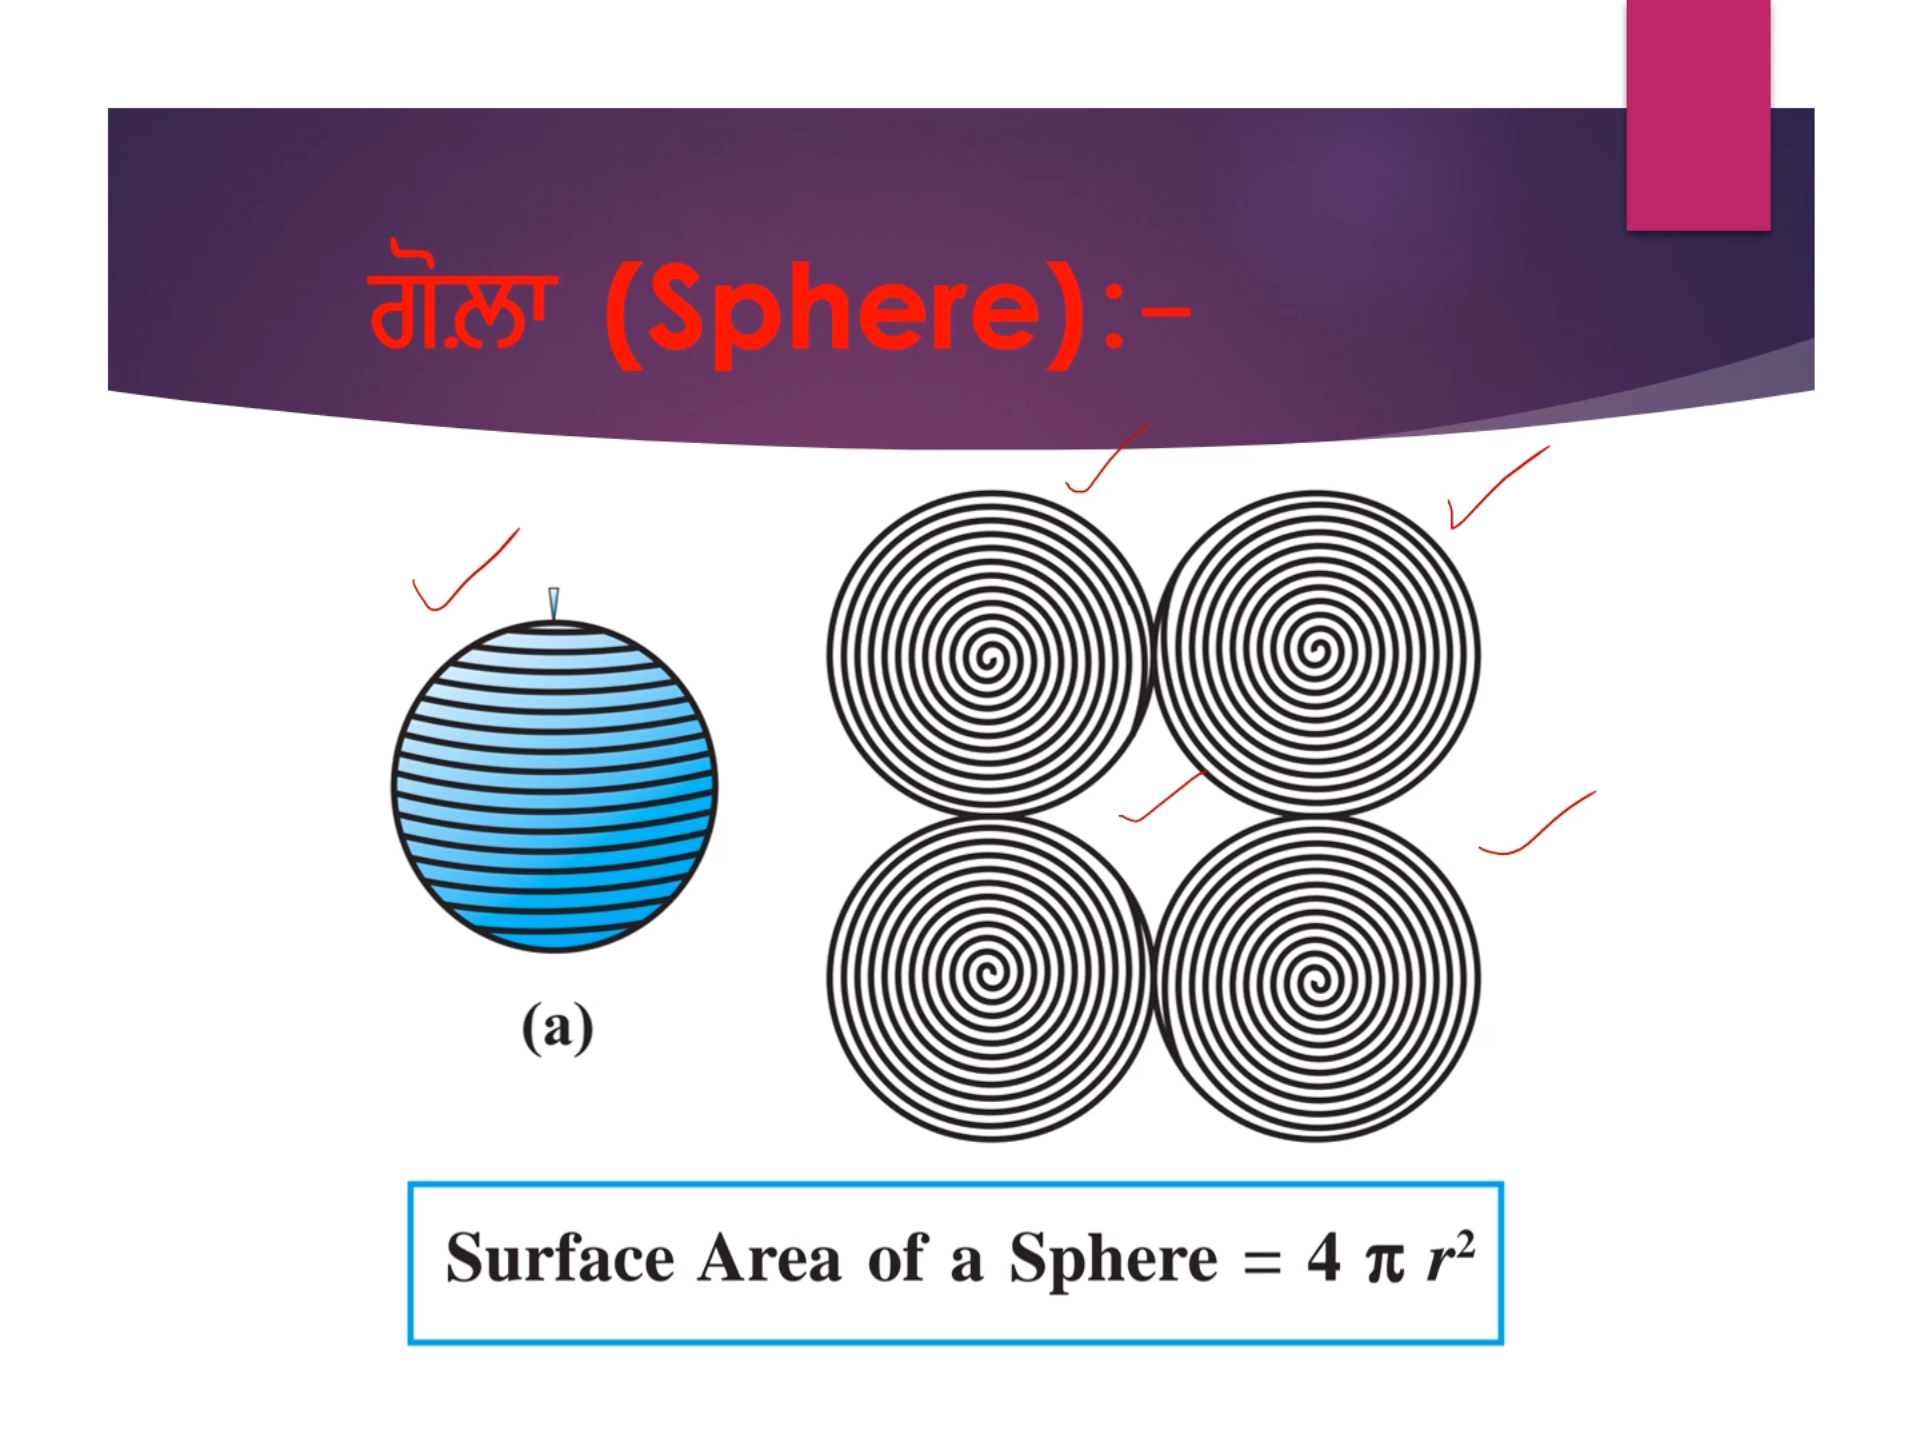 ਗੋਲ਼ਾ (Sphere):-
(a)
Surface Area of a Sphere = 4 π r²